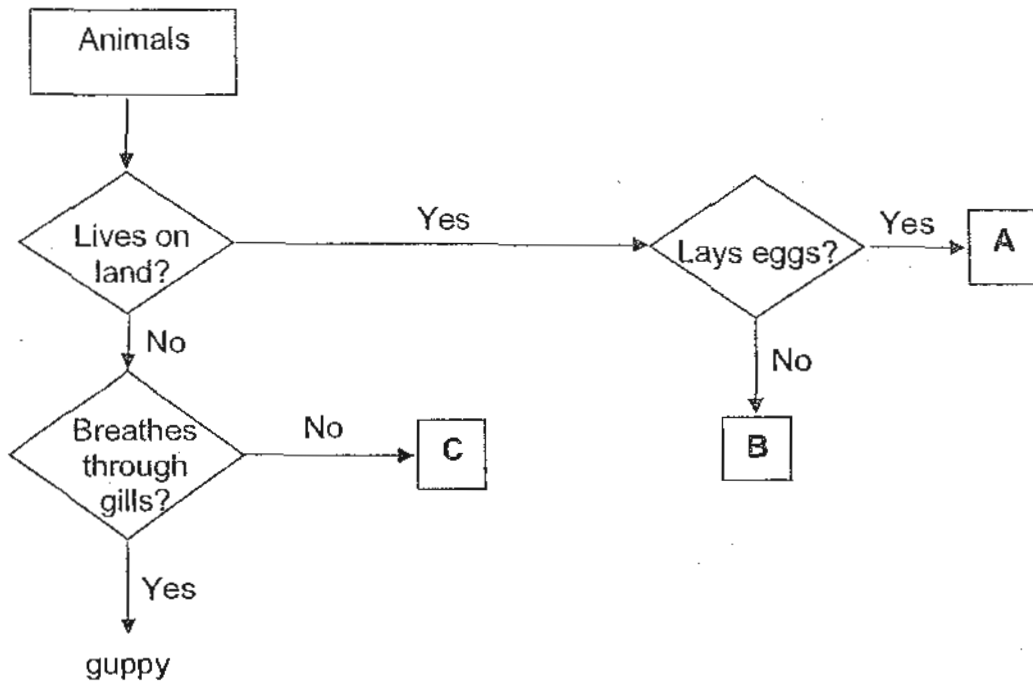 Animals
Lives on
land?
Yes
Lays eggs?
Yes
A
No
No
B
Breathes
through
gills?
No
C
Yes
guppy